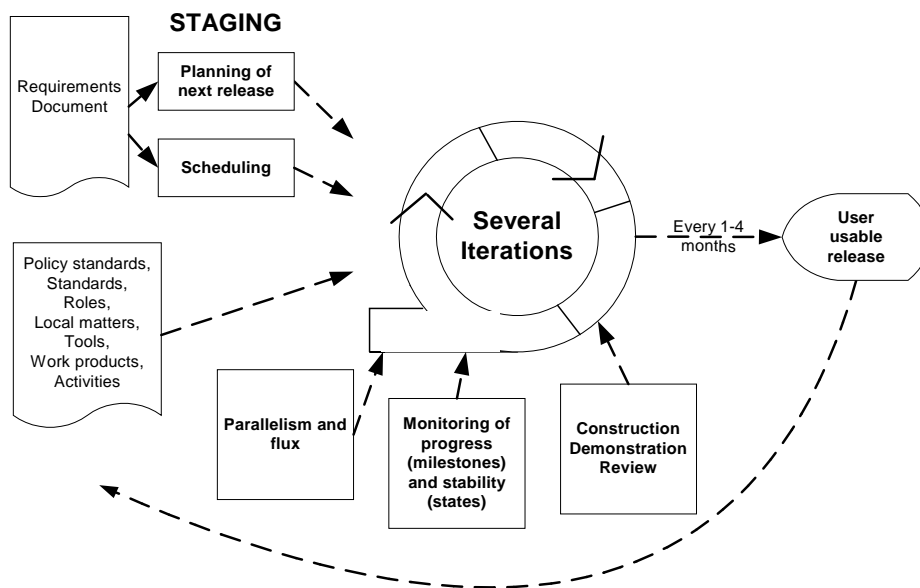 STAGING
Requirements
Document
Planning of
next release
Scheduling
Policy standards,
Standards,
Roles,
Local matters,
Tools,
Work products,
Activities
Several
Iterations
Every 1-4
months
User
usable
release
Parallelism and
flux
Monitoring of
progress
(milestones)
and stability
(states)
Construction
Demonstration
Review